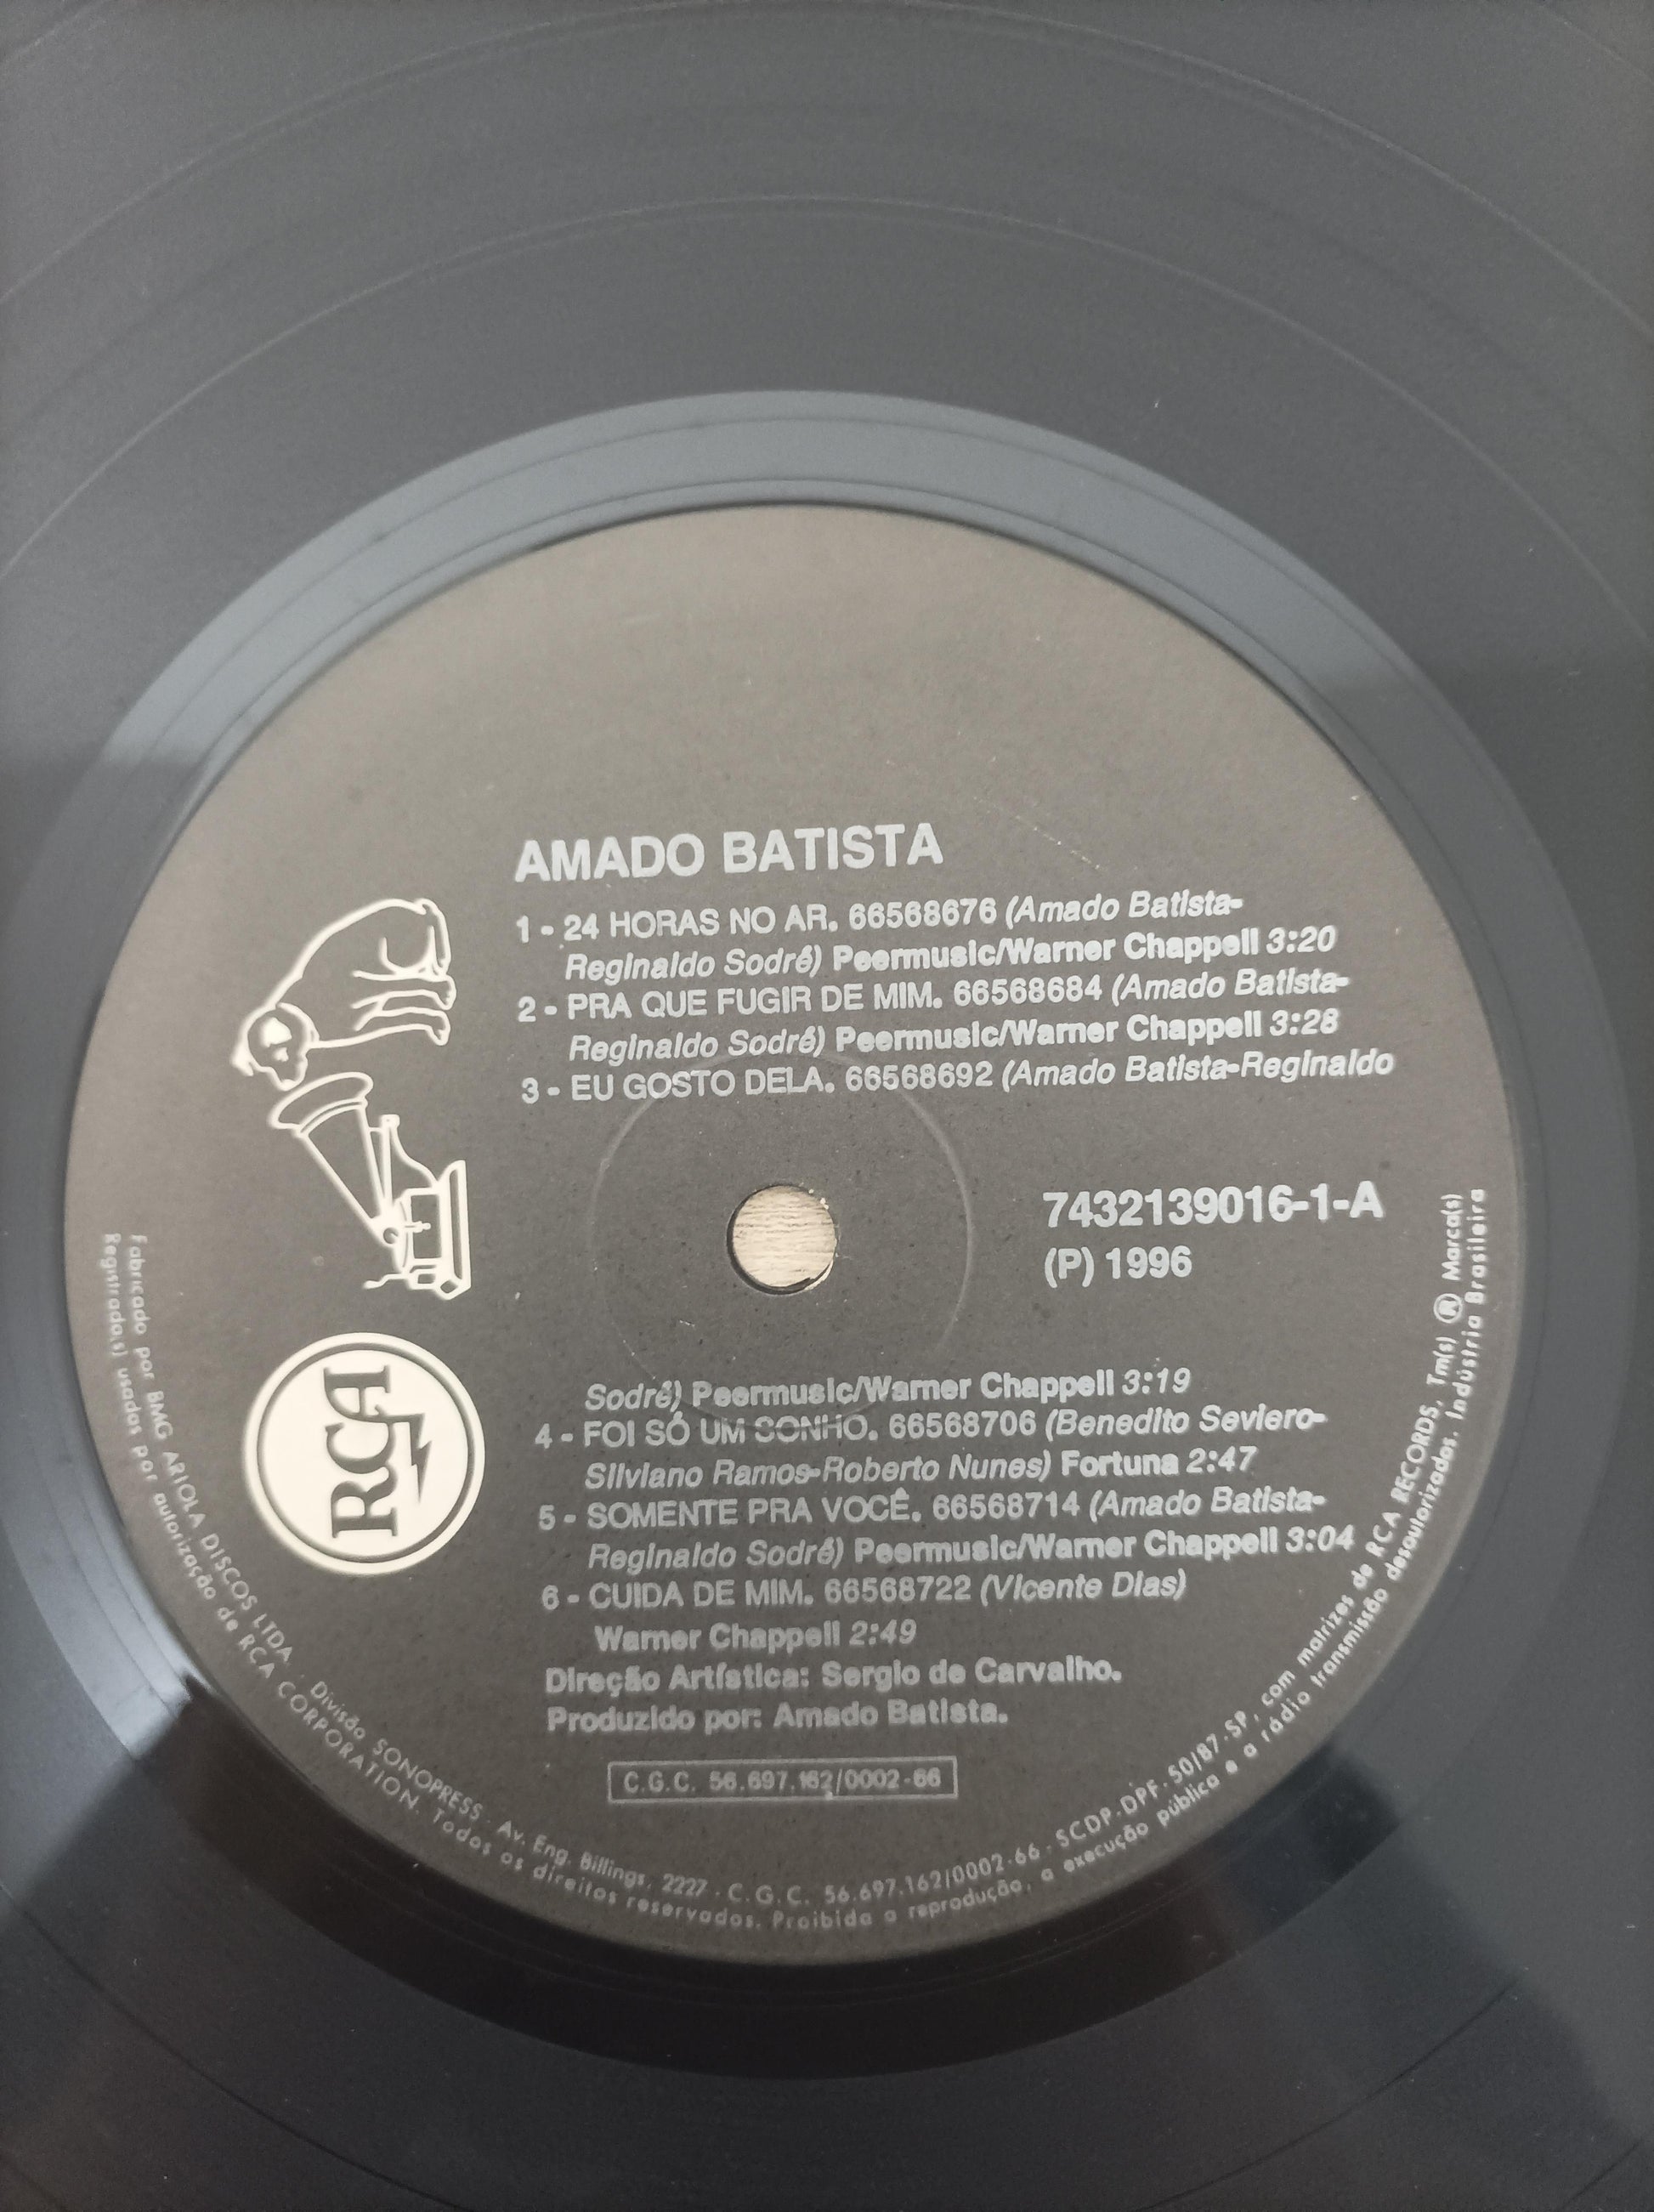 AMADO BATISTA
1 - 24 HORAS NO AR. 66568676 (Amado Batista-
Reginaldo Sodré) Peermusic/Warner Chappell 3:20
2 - PRA QUE FUGIR DE MIM. 66568684 (Amado Batista-
Reginaldo Sodré) Peermusic/Warner Chappell 3:28
3 - EU GOSTO DELA. 66568692 (Amado Batista-Reginaldo
7432139016-1-A
(P) 1996
Sodré) Peermusic/Warner Chappell 3:19
4 - FOI SÓ UM SONHO. 66568706 (Benedito Seviero-
Silviano Ramos-Roberto Nunes) Fortuna 2:47
5 - SOMENTE PRA VOCÊ. 66568714 (Amado Batista-
Reginaldo Sodré) Peermusic/Warner Chappell 3:04
6 - CUIDA DE MIM. 66568722 (Vicente Dias)
Warner Chappell 2:49
Direção Artística: Sergio de Carvalho.
Produzido por: Amado Batista.
C.G.C. 56.697.162/0002-66
RCA
Fabricado por BMG ARIOLA DISCOS LTDA. Divisão SONOPRESS - Av. Eng. Billings, 2227 - C.G.C. 56.697.162/0002-66 - SCDP-DPF-50/87-SP, com matrizes de RCA RECORDS, Tm(s) ® Marca(s)
Registrada(s) usadas por autorização de RCA CORPORATION. Todos os direitos reservados. Proibida a reprodução, a execução pública e a rádio transmissão desautorizadas. Indústria Brasileira